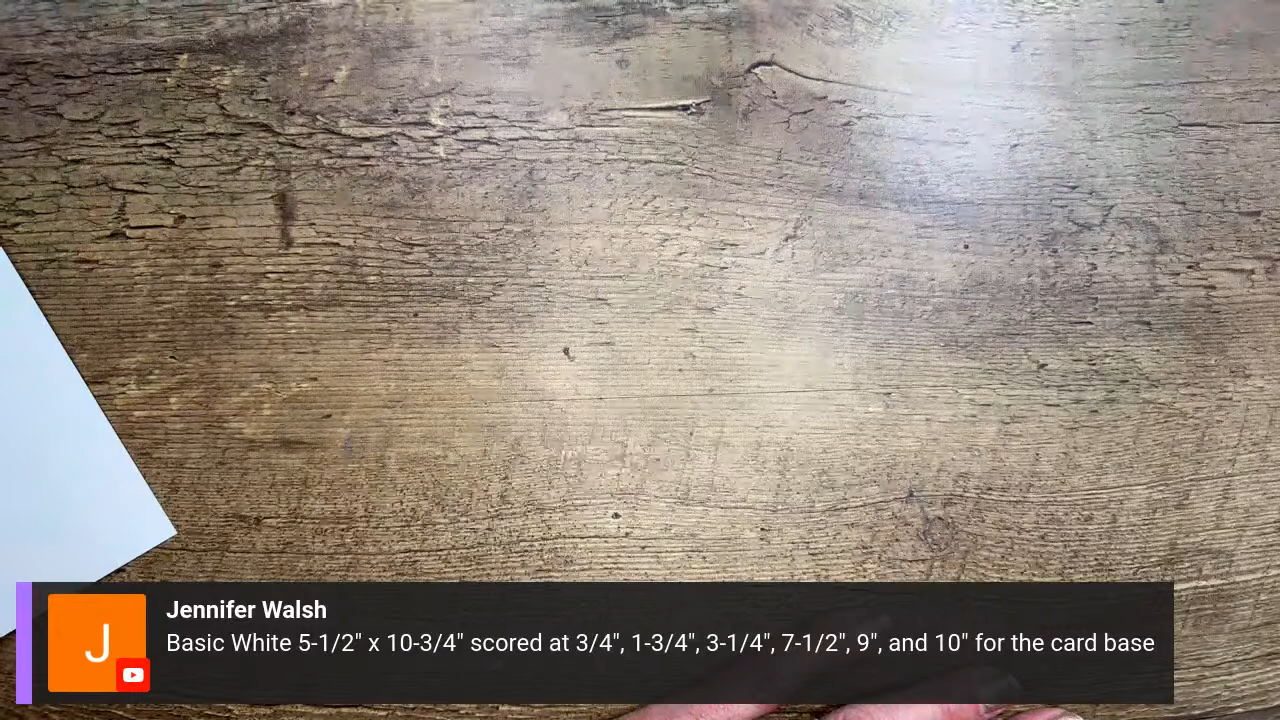 J
Jennifer Walsh
Basic White 5-1/2" x 10-3/4" scored at 3/4", 1-3/4", 3-1/4", 7-1/2", 9", and 10" for the card base